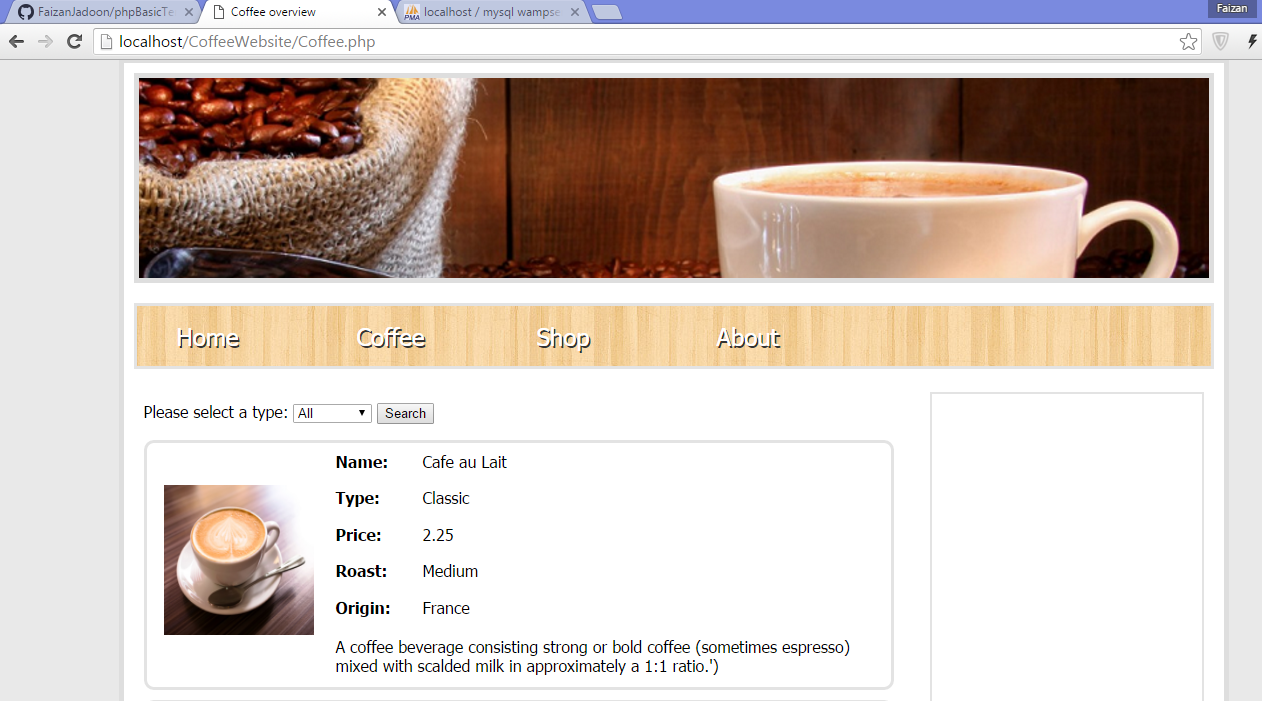 FaizanJadoon/phpBasicTe
Coffee overview
PMA localhost / mysql wampse
Faizan
localhost/CoffeeWebsite/Coffee.php
Home Coffee Shop About
Please select a type: All Search
Name: Cafe au Lait
Type: Classic
Price: 2.25
Roast: Medium
Origin: France
A coffee beverage consisting strong or bold coffee (sometimes espresso)
mixed with scalded milk in approximately a 1:1 ratio.')